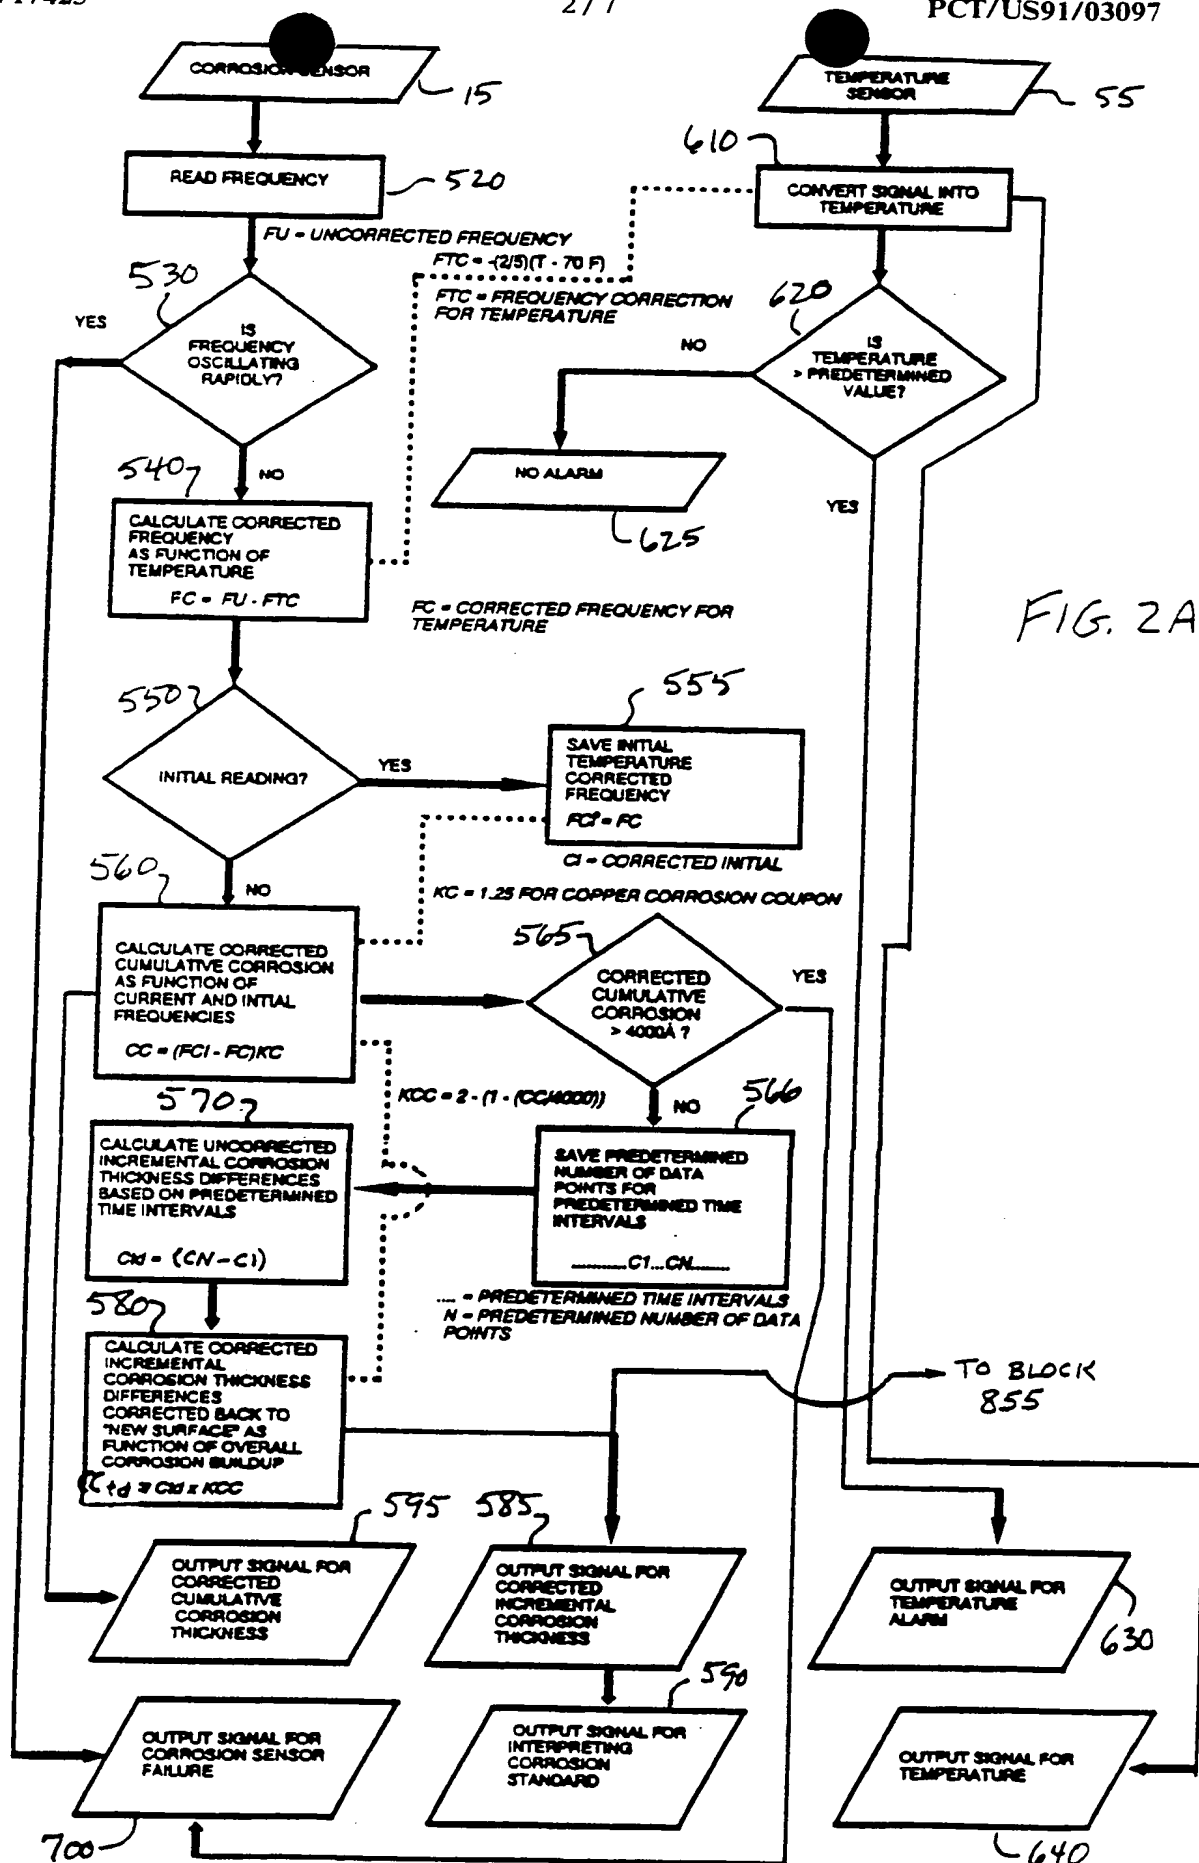 2/7
PCT/US91/03097
CORROSION SENSOR
15
TEMPERATURE
SENSOR
55
610
READ FREQUENCY
520
CONVERT SIGNAL INTO
TEMPERATURE
FU = UNCORRECTED FREQUENCY
FTC = -(2/5)(T - 70 F)
FTC = FREQUENCY CORRECTION
FOR TEMPERATURE
530
YES
IS
FREQUENCY
OSCILLATING
RAPIDLY?
620
NO
IS
TEMPERATURE
> PREDETERMINED
VALUE?
NO
540
NO ALARM
625
YES
CALCULATE CORRECTED
FREQUENCY
AS FUNCTION OF
TEMPERATURE
FC = FU - FTC
FC = CORRECTED FREQUENCY FOR
TEMPERATURE
FIG. 2A
550
INITIAL READING?
YES
555
SAVE INITIAL
TEMPERATURE
CORRECTED
FREQUENCY
FCI = FC
CI = CORRECTED INITIAL
560
NO
KC = 1.25 FOR COPPER CORROSION COUPON
CALCULATE CORRECTED
CUMULATIVE CORROSION
AS FUNCTION OF
CURRENT AND INTIAL
FREQUENCIES
CC = (FCI - FC)KC
565
CORRECTED
CUMULATIVE
CORROSION
> 4000Å ?
YES
570
KCC = 2 - (1 - (CC/4000))
NO
566
CALCULATE UNCORRECTED
INCREMENTAL CORROSION
THICKNESS DIFFERENCES
BASED ON PREDETERMINED
TIME INTERVALS
CId = (CN-C1)
SAVE PREDETERMINED
NUMBER OF DATA
POINTS FOR
PREDETERMINED TIME
INTERVALS
...........C1...CN........
.... = PREDETERMINED TIME INTERVALS
N = PREDETERMINED NUMBER OF DATA
POINTS
580
CALCULATE CORRECTED
INCREMENTAL
CORROSION THICKNESS
DIFFERENCES
CORRECTED BACK TO
"NEW SURFACE" AS
FUNCTION OF OVERALL
CORROSION BUILDUP
= CId x KCC
TO BLOCK
855
595
OUTPUT SIGNAL FOR
CORRECTED
CUMULATIVE
CORROSION
THICKNESS
585
OUTPUT SIGNAL FOR
CORRECTED
INCREMENTAL
CORROSION
THICKNESS
OUTPUT SIGNAL FOR
TEMPERATURE
ALARM
630
590
OUTPUT SIGNAL FOR
CORROSION SENSOR
FAILURE
700
OUTPUT SIGNAL FOR
INTERPRETING
CORROSION
STANDARD
OUTPUT SIGNAL FOR
TEMPERATURE
640